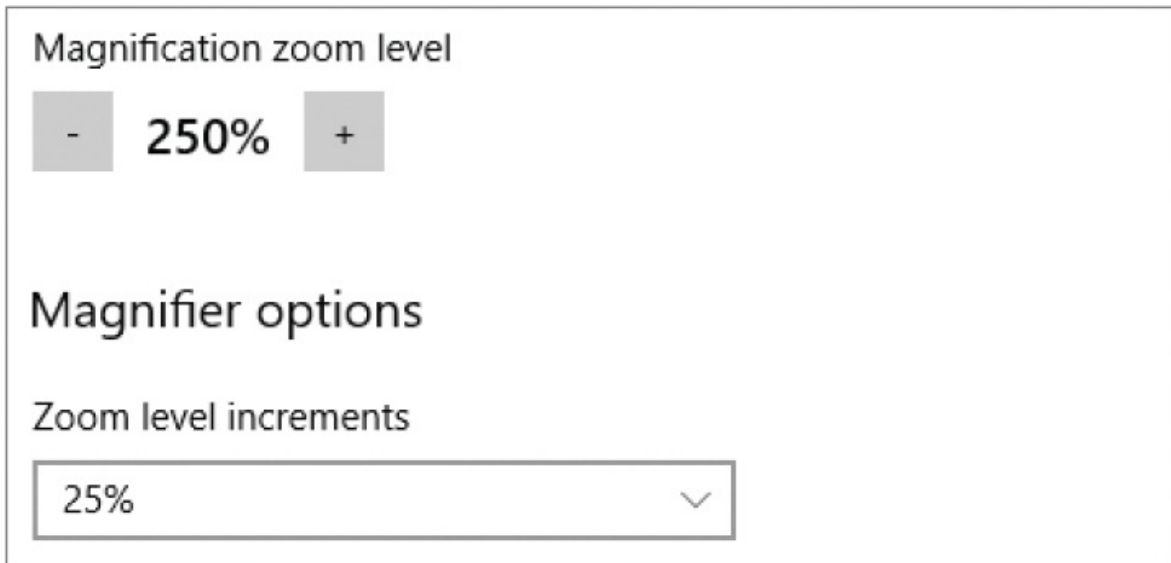 Magnification zoom level
- 250% +
Magnifier options
Zoom level increments
25%